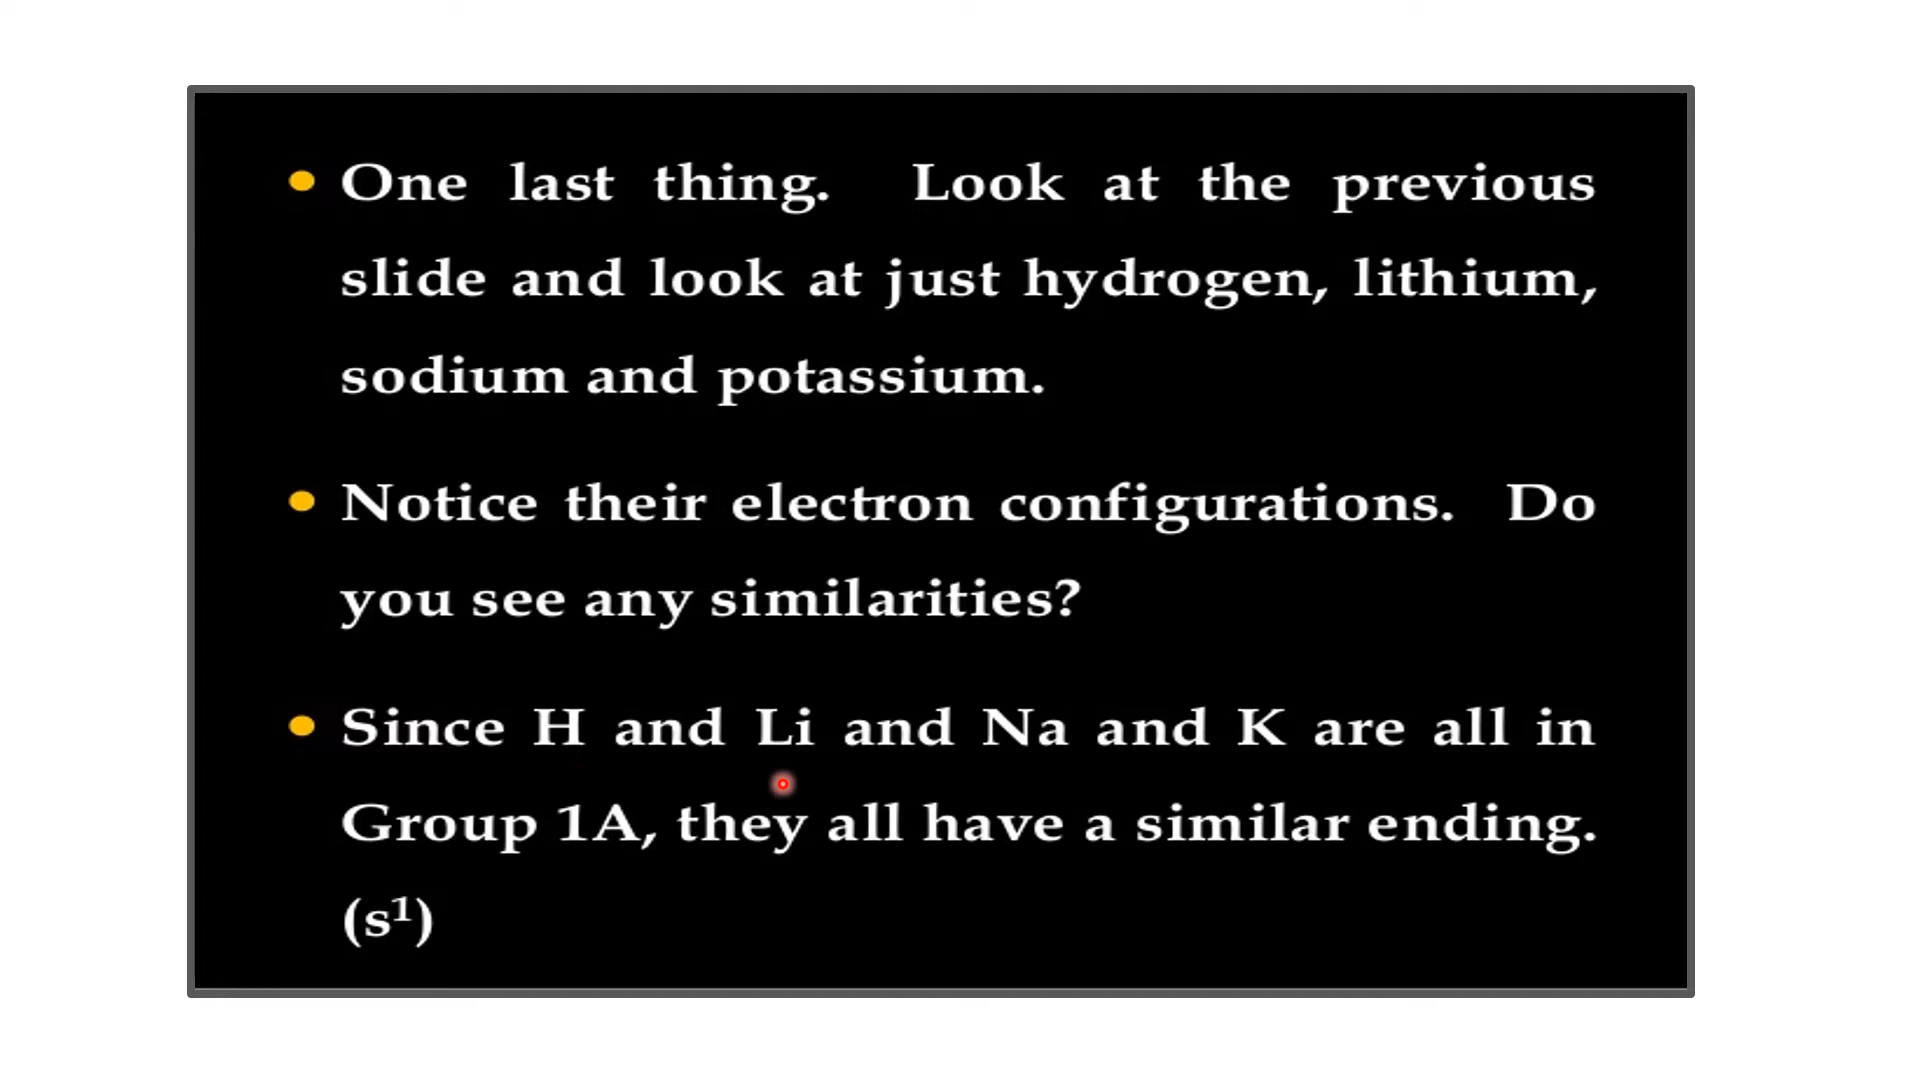 • One last thing. Look at the previous
slide and look at just hydrogen, lithium,
sodium and potassium.
• Notice their electron configurations. Do
you see any similarities?
• Since H and Li and Na and K are all in
Group 1A, they all have a similar ending.
(s¹)